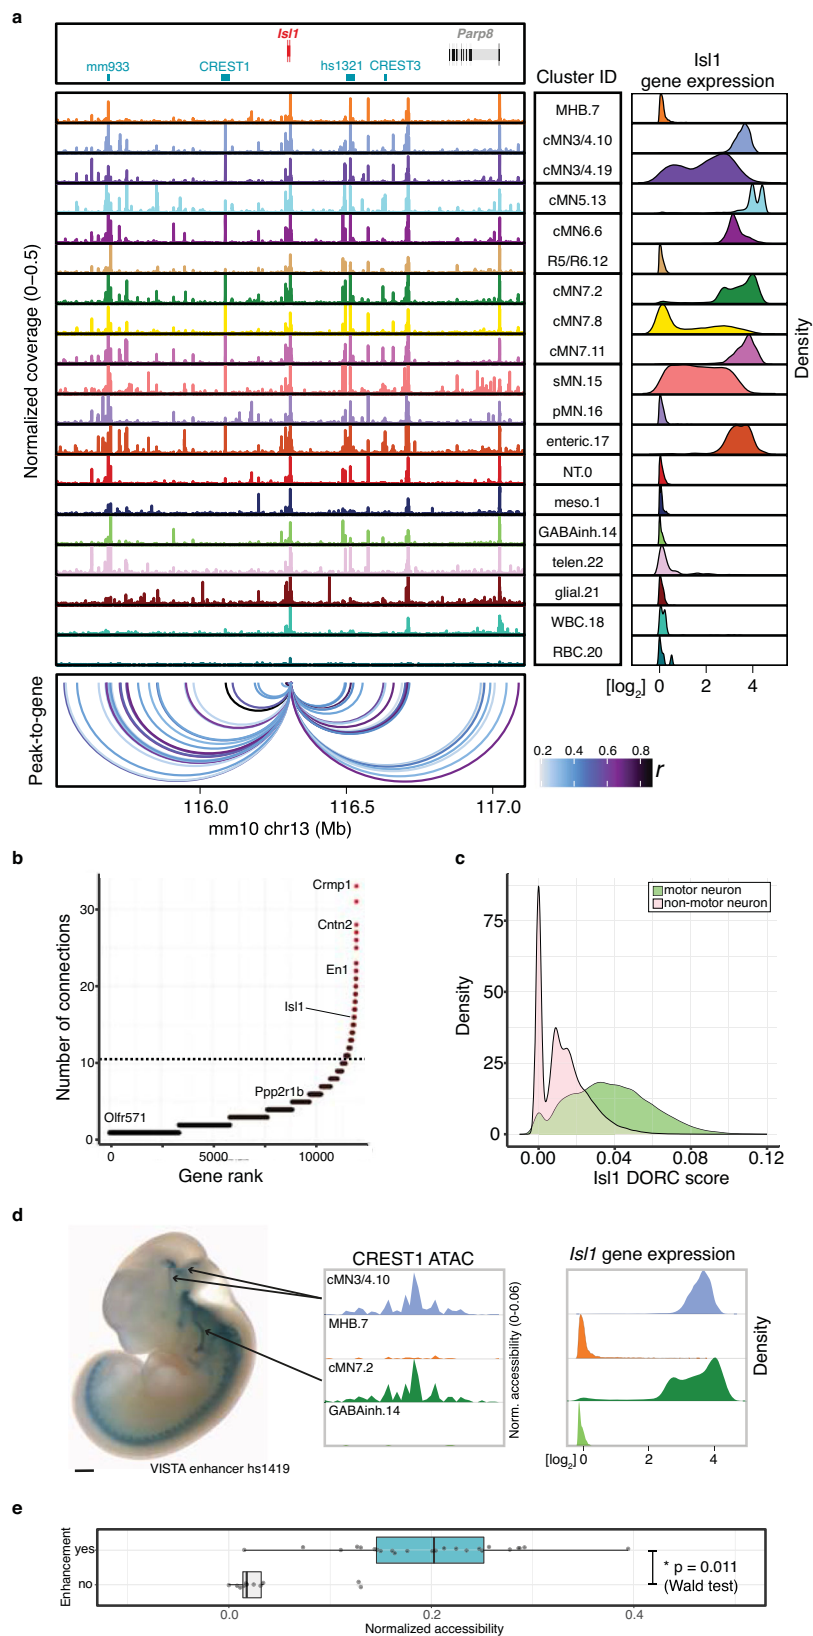 a
Isl1
Parp8
mm933
CREST1
hs1321
CREST3
Cluster ID
Isl1
gene expression
Normalized coverage (0–0.5)
MHB.7
cMN3/4.10
cMN3/4.19
cMN5.13
cMN6.6
R5/R6.12
cMN7.2
cMN7.8
cMN7.11
sMN.15
pMN.16
enteric.17
NT.0
meso.1
GABAinh.14
telen.22
glial.21
WBC.18
RBC.20
Density
[log2] 0 2 4
Peak-to-gene
0.2 0.4 0.6 0.8
r
116.0 116.5 117.0
mm10 chr13 (Mb)
b
Number of connections
30
20
10
0
Crmp1
Cntn2
En1
Isl1
Ppp2r1b
Olfr571
0 5000 10000
Gene rank
c
Density
75
50
25
0
motor neuron
non-motor neuron
0.00 0.04 0.08 0.12
Isl1 DORC score
d
VISTA enhancer hs1419
CREST1 ATAC
cMN3/4.10
MHB.7
cMN7.2
GABAinh.14
Norm. accessibility (0-0.06)
Isl1 gene expression
Density
[log2] 0 2 4
e
Enhancement
yes
no
* p = 0.011
(Wald test)
0.0 0.2 0.4
Normalized accessibility